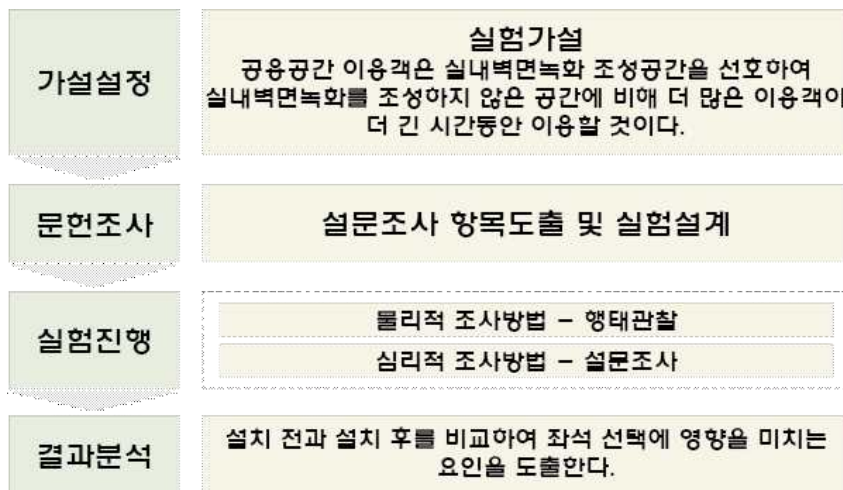 가설설정
실험가설
공용공간 이용객은 실내벽면녹화 조성공간을 선호하여
실내벽면녹화를 조성하지 않은 공간에 비해 더 많은 이용객이
더 긴 시간동안 이용할 것이다.
문헌조사
설문조사 항목도출 및 실험설계
실험진행
물리적 조사방법 – 행태관찰
심리적 조사방법 – 설문조사
결과분석
설치 전과 설치 후를 비교하여 좌석 선택에 영향을 미치는
요인을 도출한다.